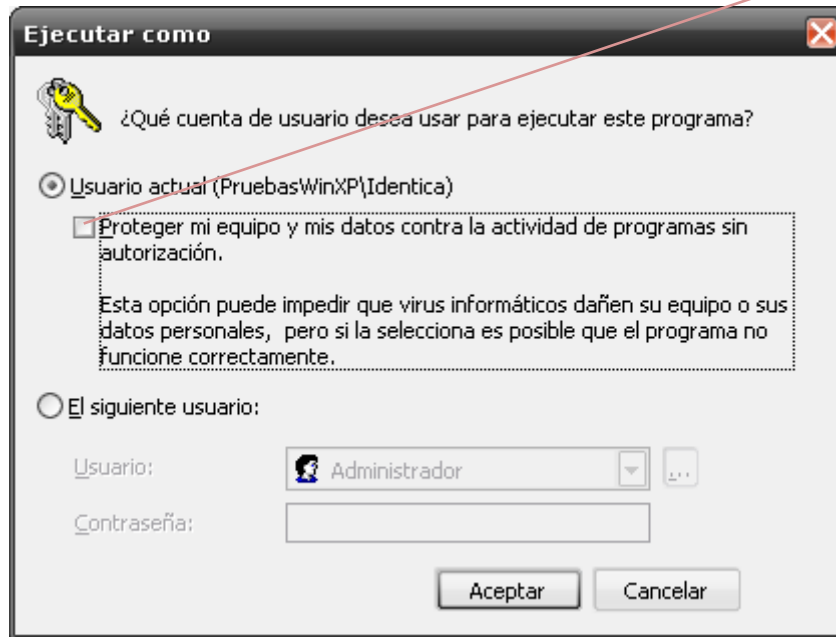 Ejecutar como
¿Qué cuenta de usuario desea usar para ejecutar este programa?
Usuario actual (PruebasWinXP\Identica)
Proteger mi equipo y mis datos contra la actividad de programas sin
autorización.
Esta opción puede impedir que virus informáticos dañen su equipo o sus
datos personales, pero si la selecciona es posible que el programa no
funcione correctamente.
El siguiente usuario:
Usuario:
Administrador
...
Contraseña:
Aceptar
Cancelar